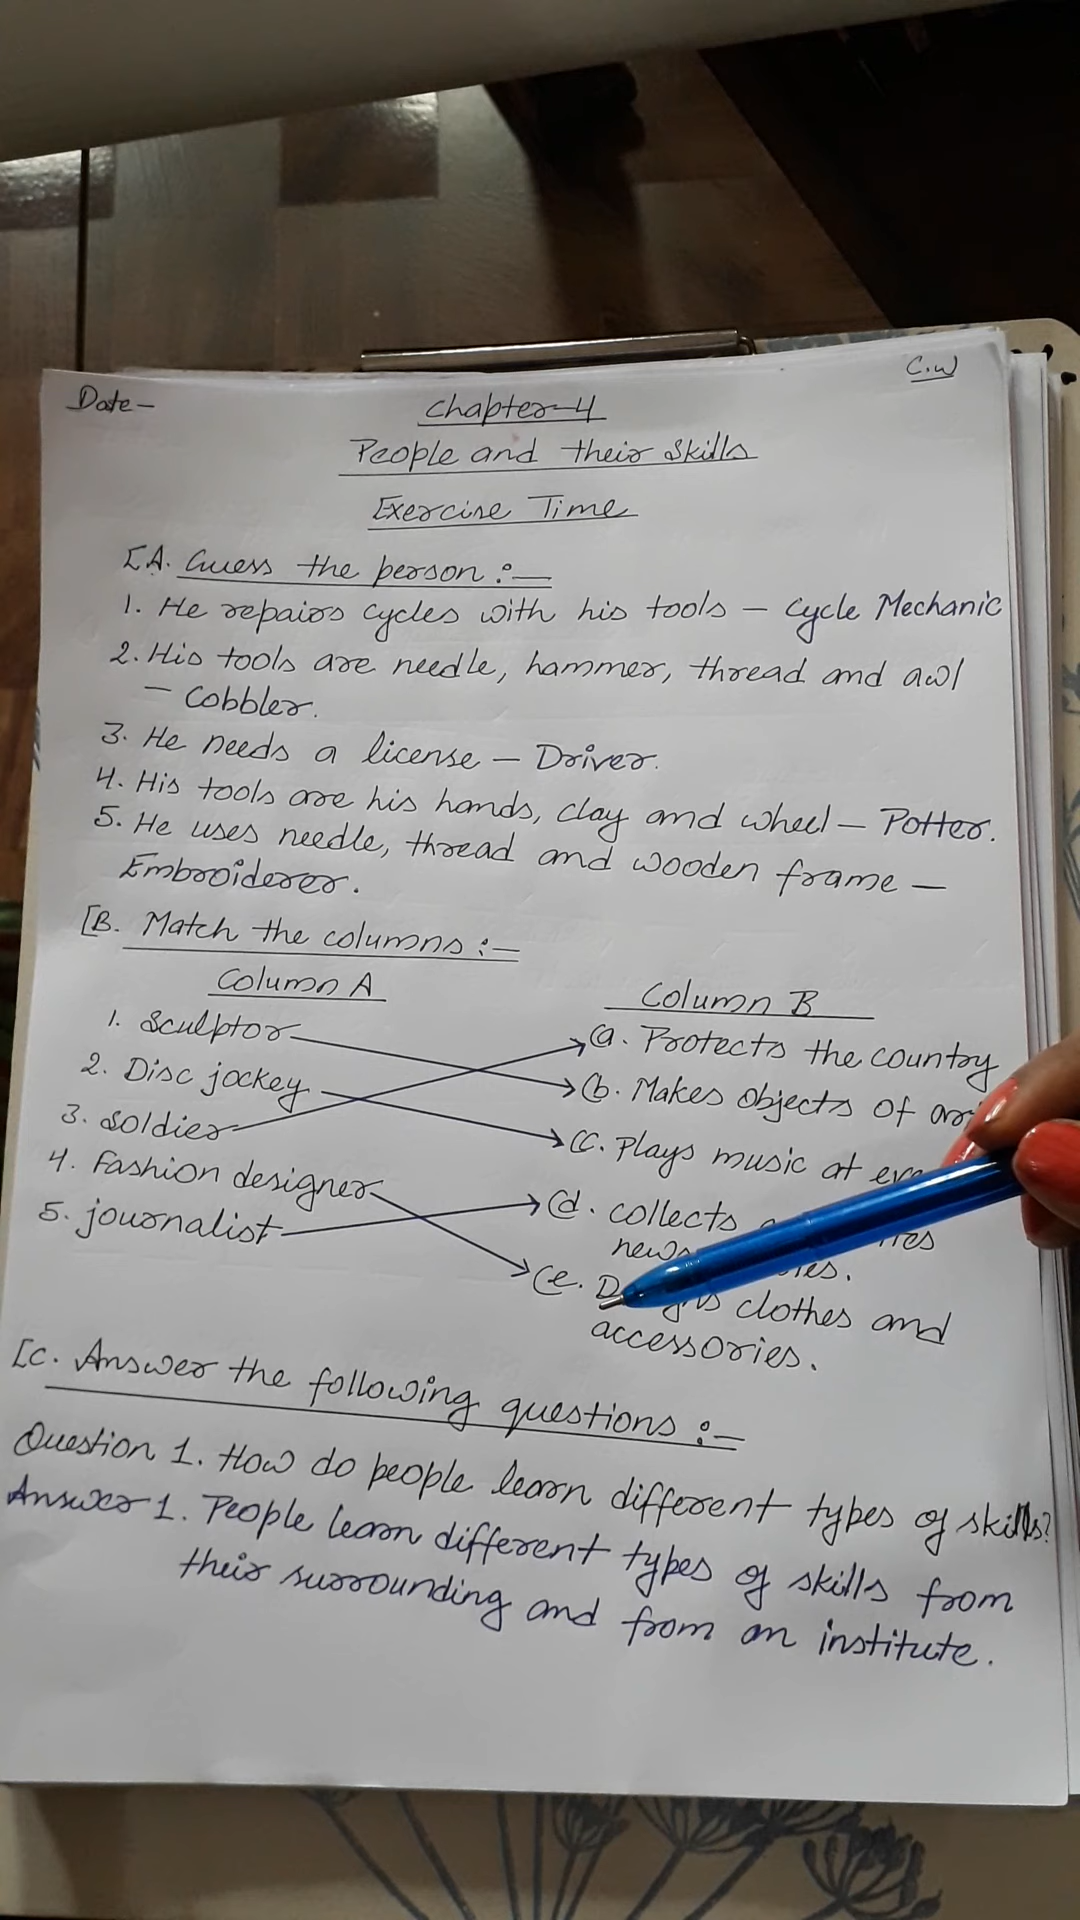 Date-
C.W
Chapter-4
People and their Skills
Exercise Time
[A. Guess the person :—
1. He repairs cycles with his tools — Cycle Mechanic
2. His tools are needle, hammer, thread and awl
— Cobbler.
3. He needs a license — Driver.
4. His tools are his hands, clay and wheel — Potter.
5. He uses needle, thread and wooden frame —
Embroiderer.
[B. Match the columns :—
Column A
Column B
1. Sculptor
(a. Protects the country
2. Disc jockey
(b. Makes objects of
3. Soldier
(c. Plays music at
4. Fashion designer
(d. collects
5. journalist
(e. clothes and
accessories.
[C. Answer the following questions :—
Question 1. How do people learn different types of skills?
Answer 1. People learn different types of skills from
their surrounding and from an institute.